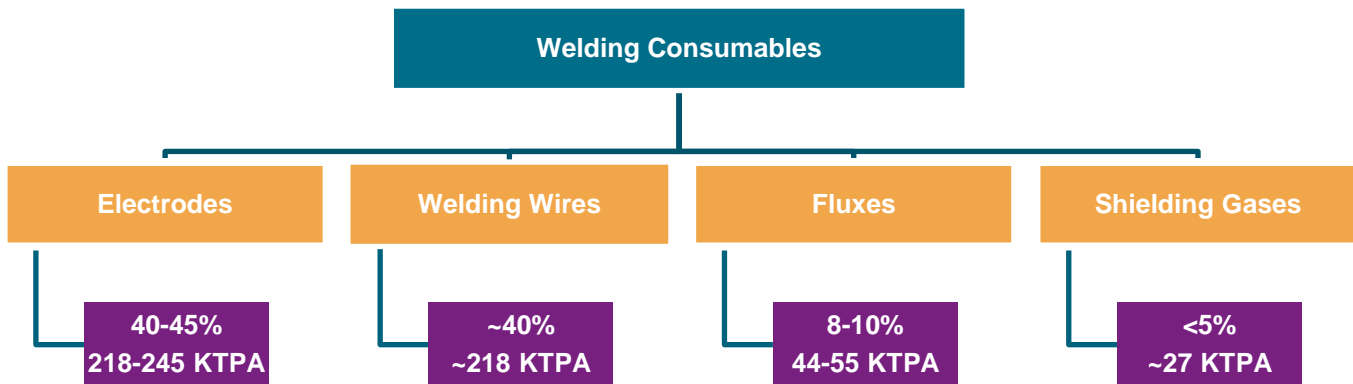 Welding Consumables
Electrodes
Welding Wires
Fluxes
Shielding Gases
40-45%
218-245 KTPA
~40%
~218 KTPA
8-10%
44-55 KTPA
<5%
~27 KTPA